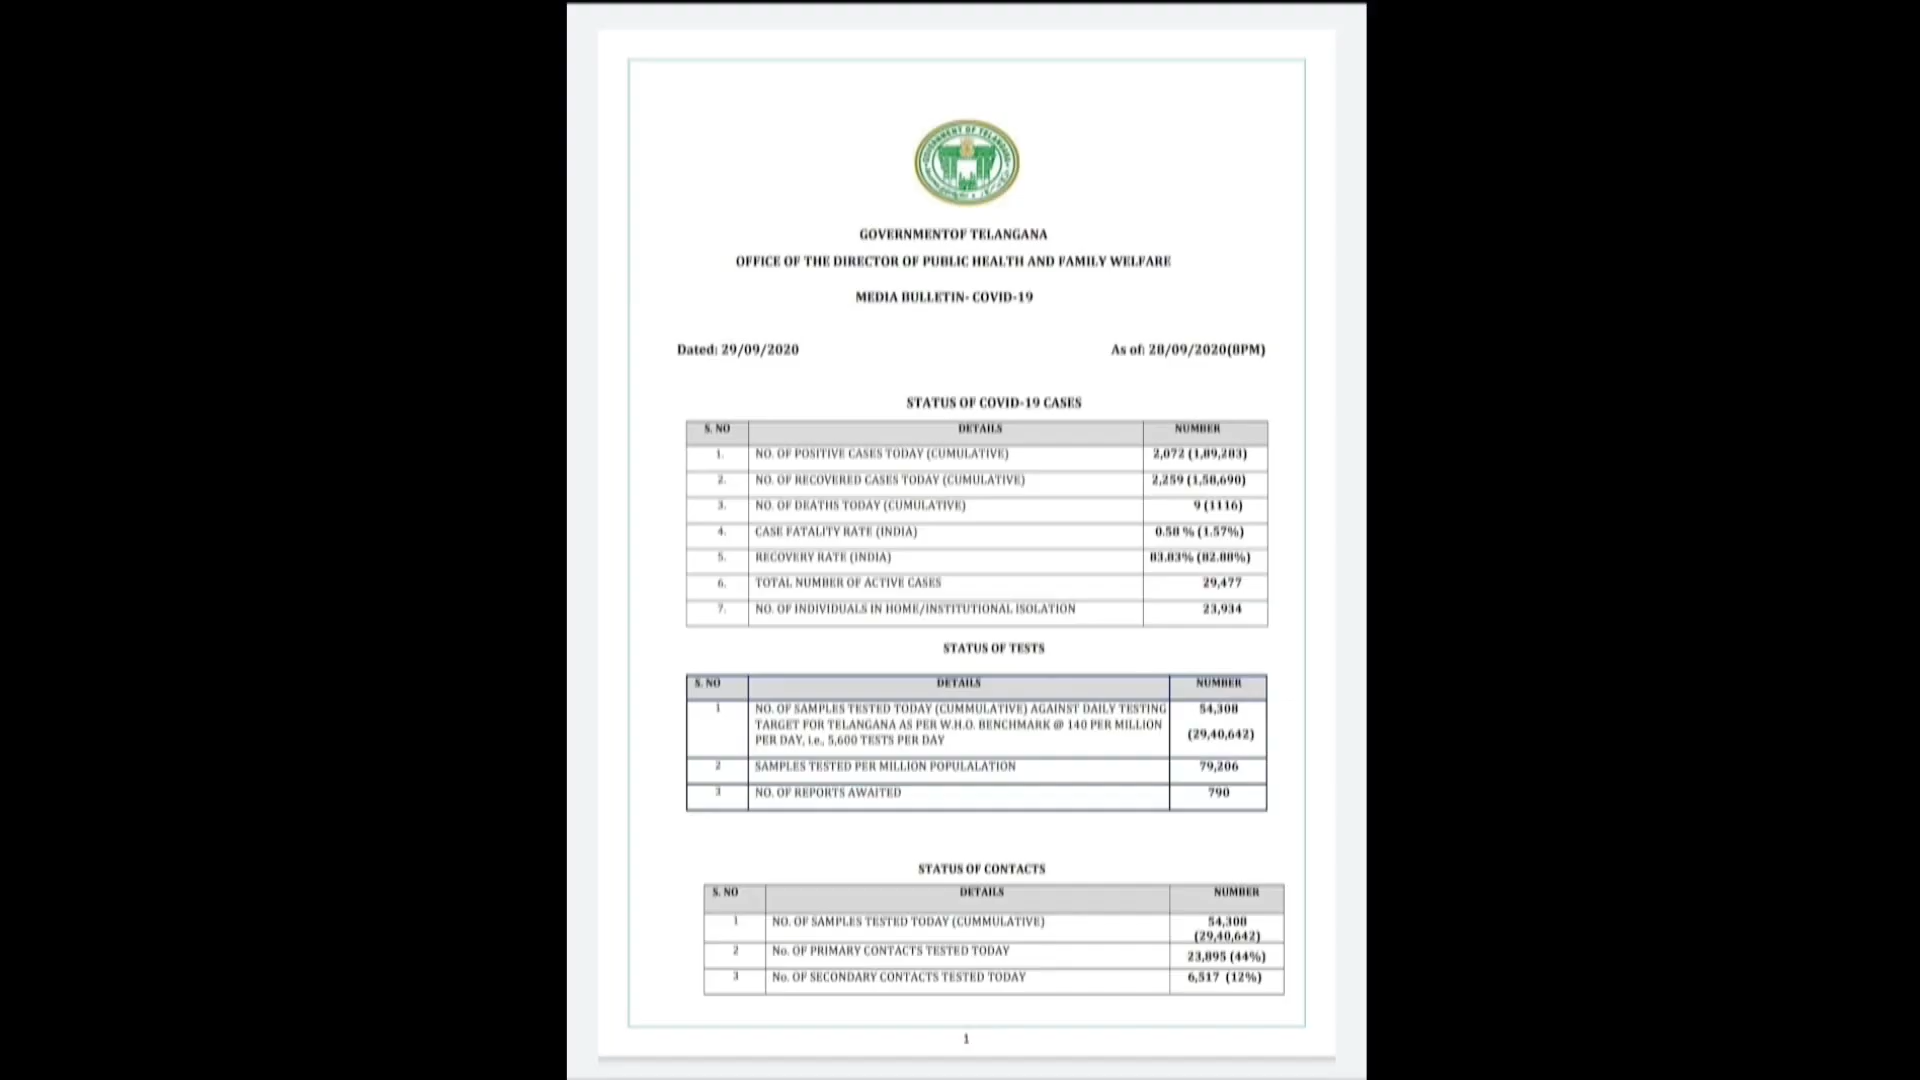 GOVERNMENT OF TELANGANA
GOVERNMENTOF TELANGANA
OFFICE OF THE DIRECTOR OF PUBLIC HEALTH AND FAMILY WELFARE
MEDIA BULLETIN- COVID-19
Dated: 29/09/2020 As of: 28/09/2020(8PM)
STATUS OF COVID-19 CASES
S. NO DETAILS NUMBER
1. NO. OF POSITIVE CASES TODAY (CUMULATIVE) 2,072 (1,89,283)
2. NO. OF RECOVERED CASES TODAY (CUMULATIVE) 2,259 (1,58,690)
3. NO. OF DEATHS TODAY (CUMULATIVE) 9 (1116)
4. CASE FATALITY RATE (INDIA) 0.58 % (1.57%)
5. RECOVERY RATE (INDIA) 83.83% (82.88%)
6. TOTAL NUMBER OF ACTIVE CASES 29,477
7. NO. OF INDIVIDUALS IN HOME/INSTITUTIONAL ISOLATION 23,934
STATUS OF TESTS
S. NO DETAILS NUMBER
1 NO. OF SAMPLES TESTED TODAY (CUMMULATIVE) AGAINST DAILY TESTING 54,308
TARGET FOR TELANGANA AS PER W.H.O. BENCHMARK @ 140 PER MILLION
PER DAY, i.e., 5,600 TESTS PER DAY (29,40,642)
2 SAMPLES TESTED PER MILLION POPULALATION 79,206
3 NO. OF REPORTS AWAITED 790
STATUS OF CONTACTS
S. NO DETAILS NUMBER
1 NO. OF SAMPLES TESTED TODAY (CUMMULATIVE) 54,308
(29,40,642)
2 No. OF PRIMARY CONTACTS TESTED TODAY 23,895 (44%)
3 No. OF SECONDARY CONTACTS TESTED TODAY 6,517 (12%)
1